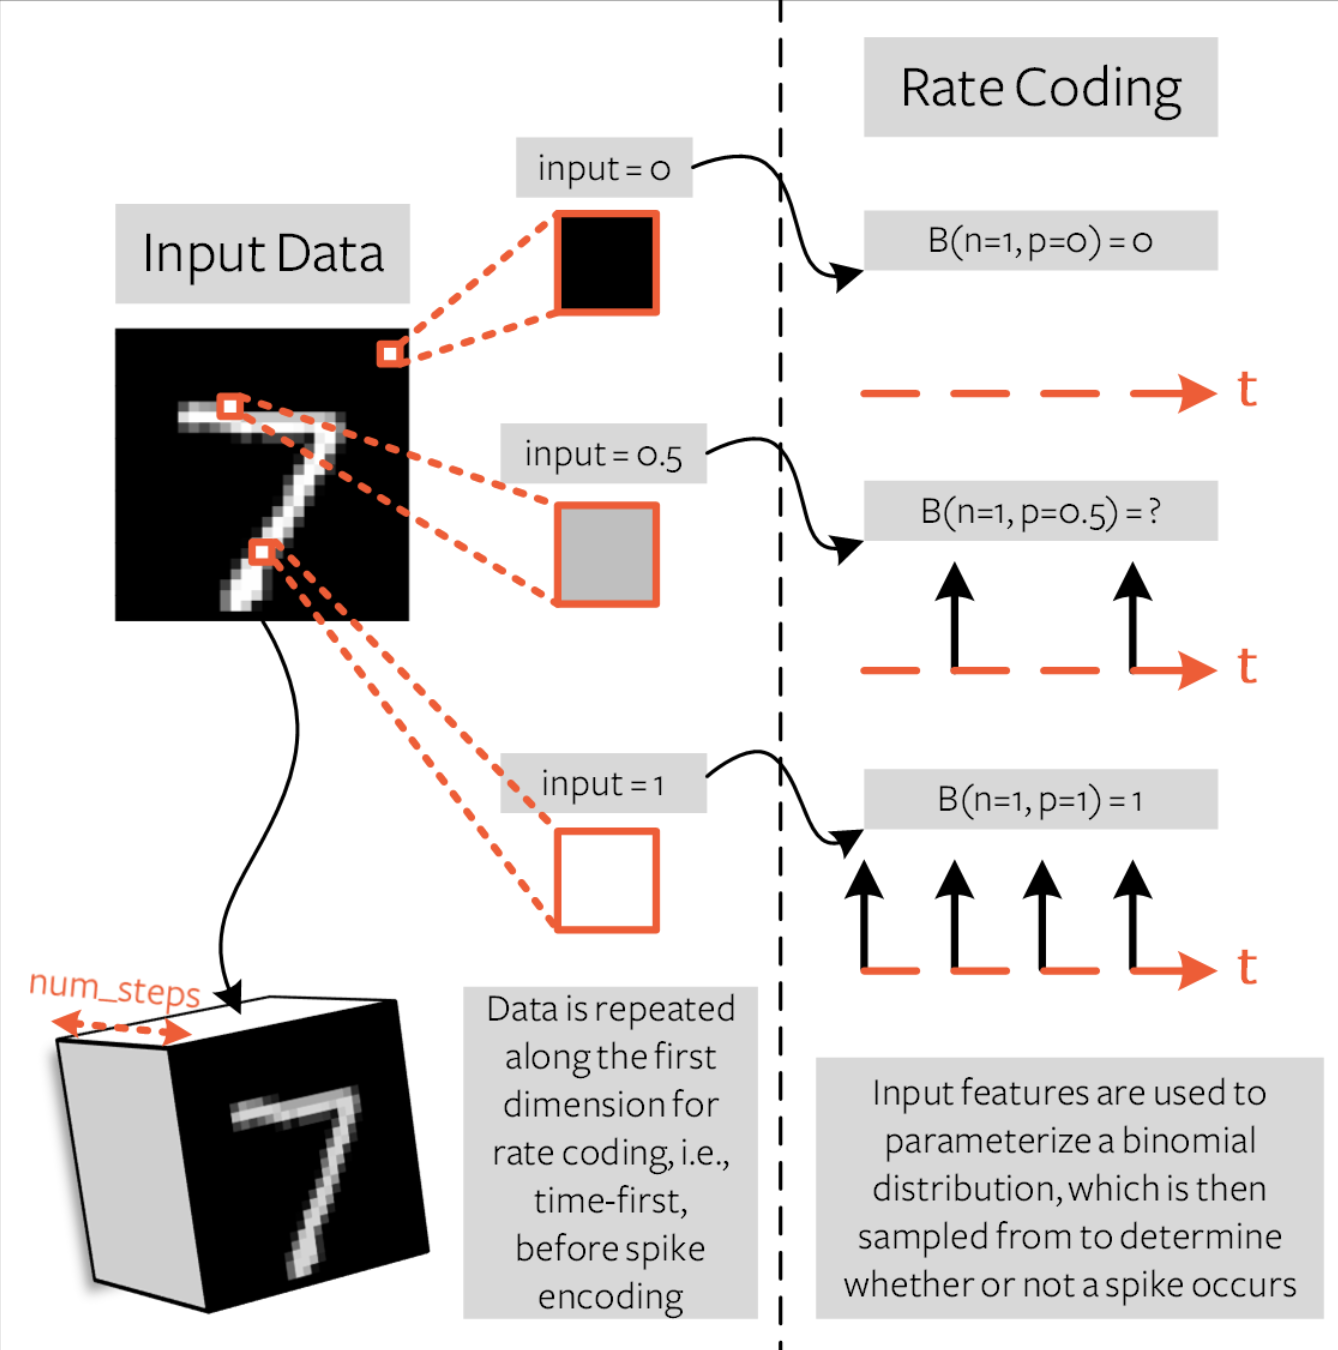 Rate Coding
input = 0
Input Data
B(n=1, p=0) = 0
t
input = 0.5
B(n=1, p=0.5) = ?
t
input = 1
B(n=1, p=1) = 1
t
num_steps
Data is repeated
along the first
dimension for
rate coding, i.e.,
time-first,
before spike
encoding
Input features are used to
parameterize a binomial
distribution, which is then
sampled from to determine
whether or not a spike occurs
7
7